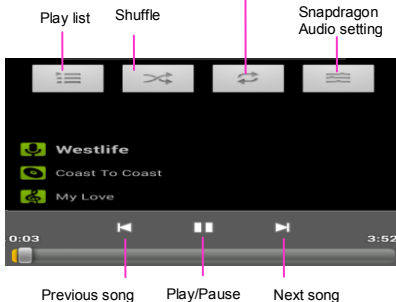 Play list
Shuffle
Snapdragon
Audio setting
Westlife
Coast To Coast
My Love
0:03
3:52
Previous song
Play/Pause
Next song